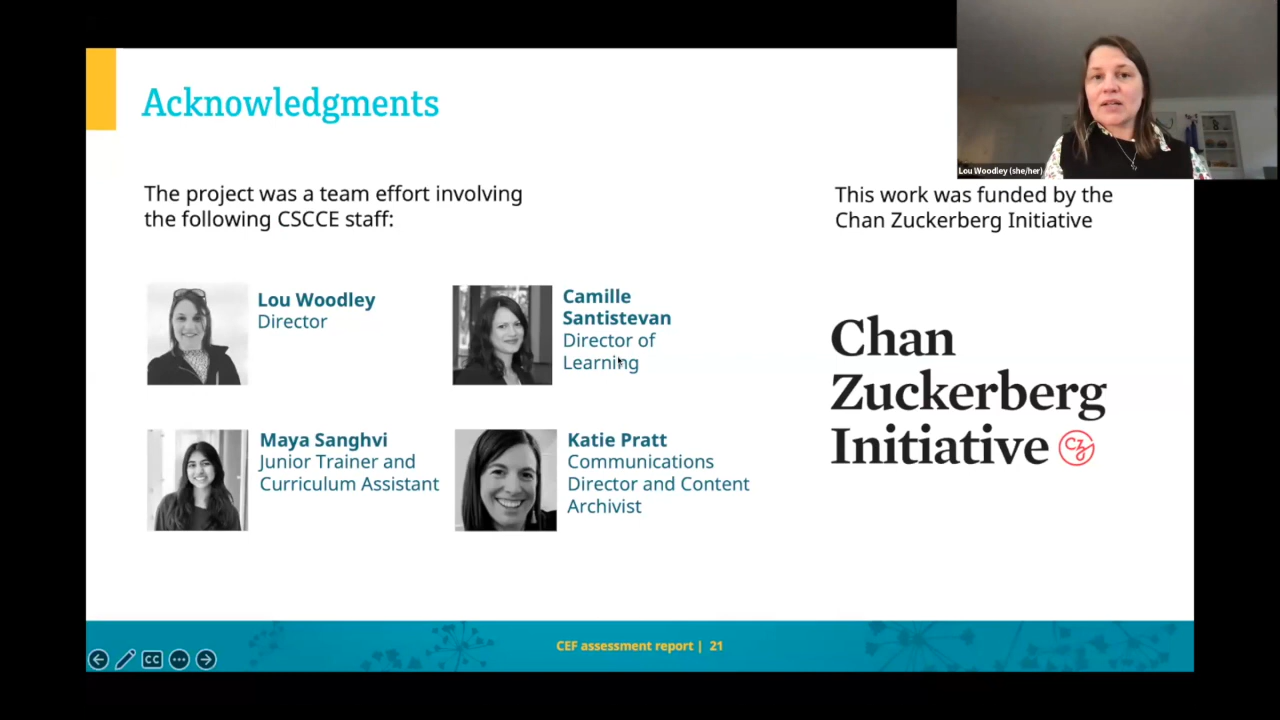 Acknowledgments
Lou Woodley (she/her)
The project was a team effort involving
the following CSCCE staff:
This work was funded by the
Chan Zuckerberg Initiative
Lou Woodley
Director
Camille
Santistevan
Director of
Learning
Maya Sanghvi
Junior Trainer and
Curriculum Assistant
Katie Pratt
Communications
Director and Content
Archivist
Chan
Zuckerberg
Initiative
CZ
CC
CEF assessment report | 21